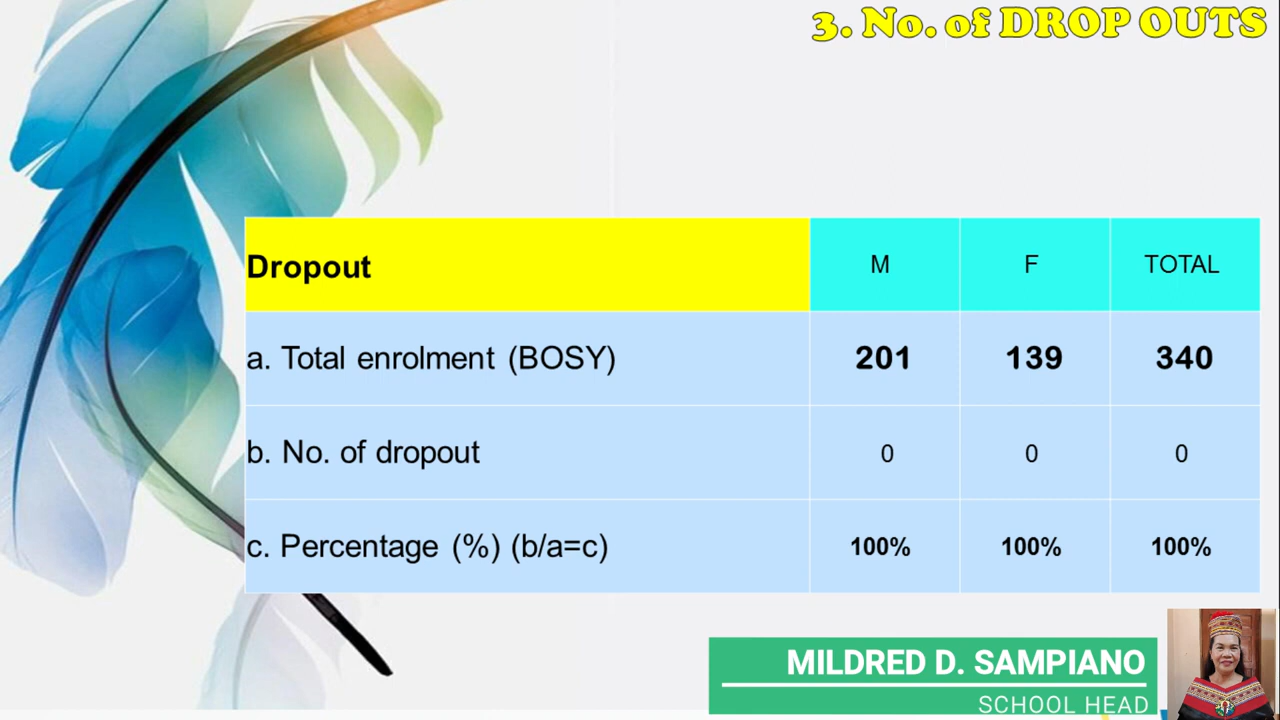 3. No. of DROP OUTS
Dropout M F TOTAL
a. Total enrolment (BOSY) 201 139 340
b. No. of dropout 0 0 0
c. Percentage (%) (b/a=c) 100% 100% 100%
MILDRED D. SAMPIANO
SCHOOL HEAD